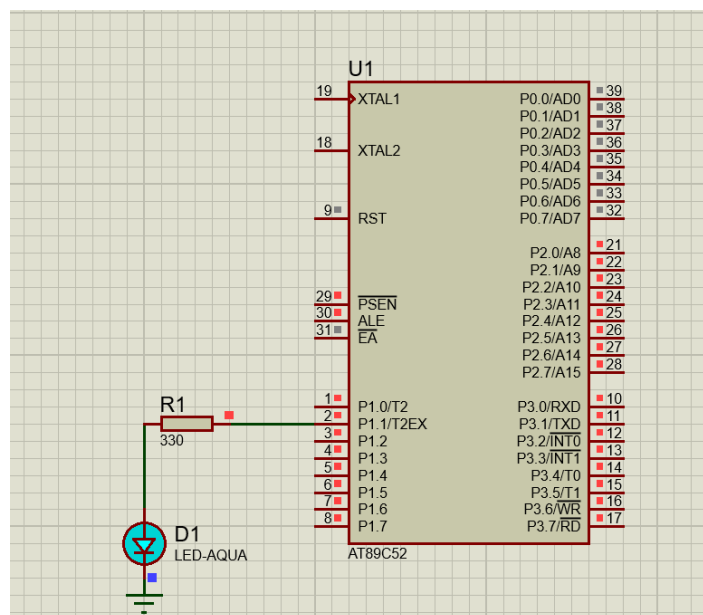 U1
19 XTAL1 P0.0/AD0 39
P0.1/AD1 38
P0.2/AD2 37
18 XTAL2 P0.3/AD3 36
P0.4/AD4 35
P0.5/AD5 34
P0.6/AD6 33
9 RST P0.7/AD7 32
P2.0/A8 21
P2.1/A9 22
P2.2/A10 23
29 PSEN P2.3/A11 24
30 ALE P2.4/A12 25
31 EA P2.5/A13 26
P2.6/A14 27
P2.7/A15 28
1 P1.0/T2 P3.0/RXD 10
2 P1.1/T2EX P3.1/TXD 11
3 P1.2 P3.2/INT0 12
4 P1.3 P3.3/INT1 13
5 P1.4 P3.4/T0 14
6 P1.5 P3.5/T1 15
7 P1.6 P3.6/WR 16
8 P1.7 P3.7/RD 17
AT89C52
R1
330
D1
LED-AQUA